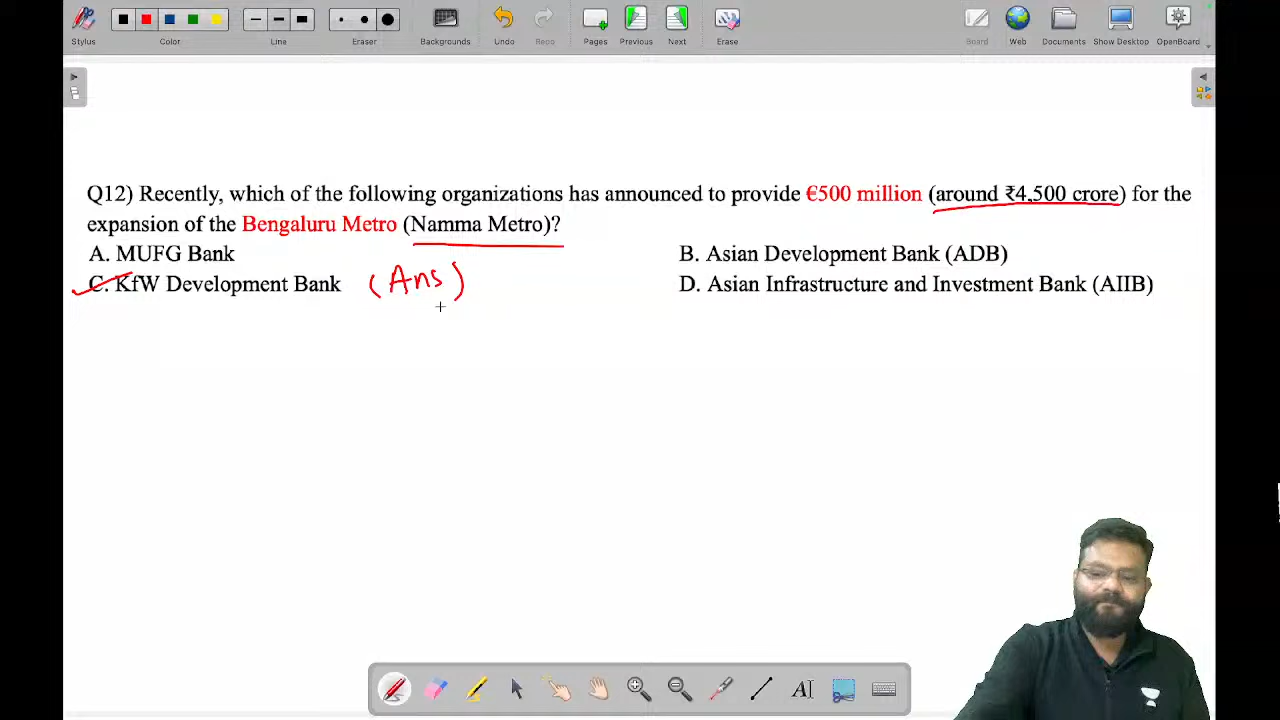 Stylus Color Line Eraser Backgrounds Undo Redo Pages Previous Next Erase Board Web Documents Show Desktop OpenBoard
Q12) Recently, which of the following organizations has announced to provide €500 million (around ₹4,500 crore) for the
expansion of the Bengaluru Metro (Namma Metro)?
A. MUFG Bank B. Asian Development Bank (ADB)
C. KfW Development Bank (Ans) D. Asian Infrastructure and Investment Bank (AIIB)
AI